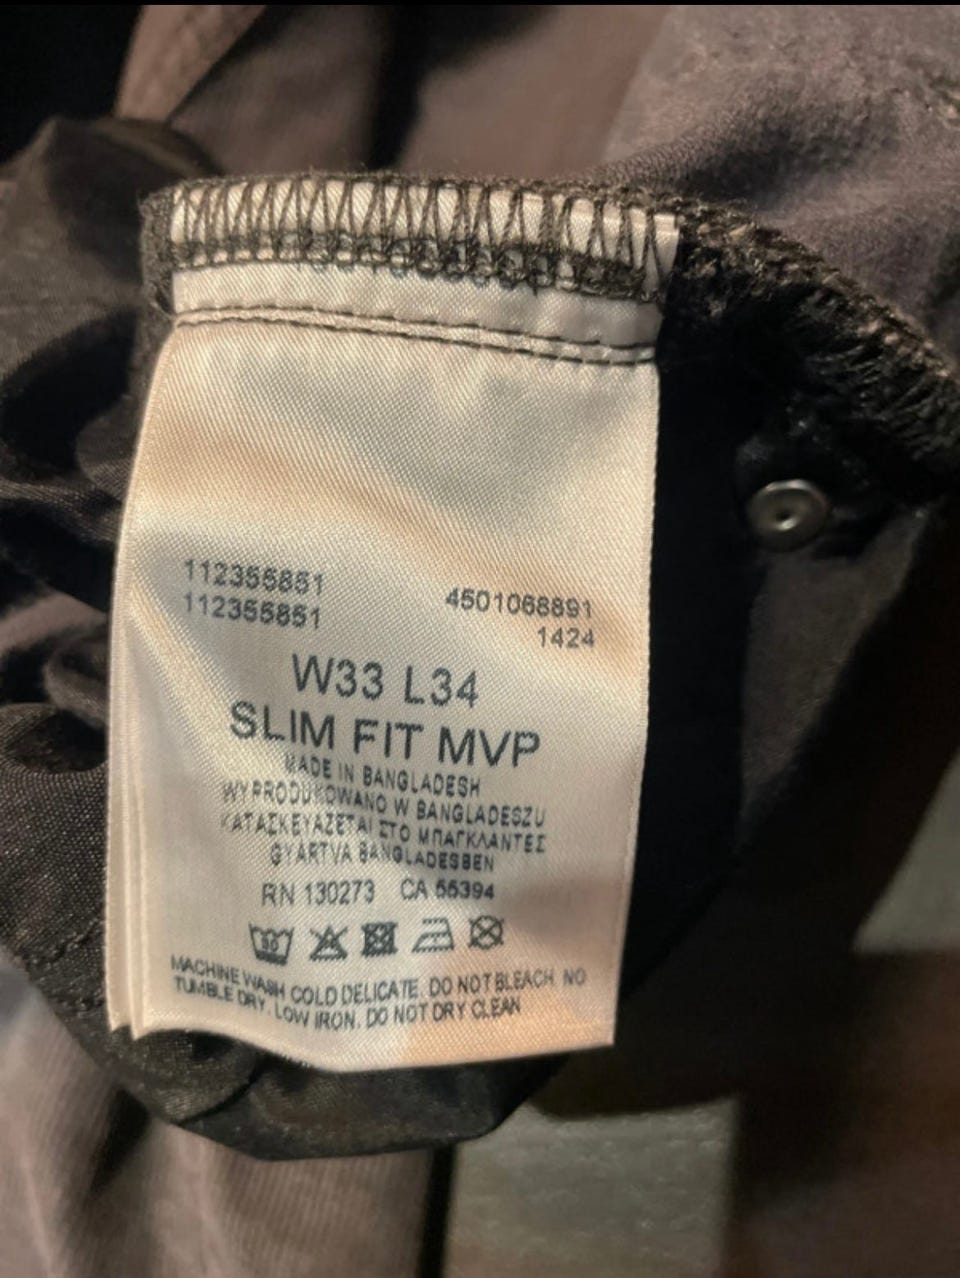 112355851
112355851
4501068891
1424
W33 L34
SLIM FIT MVP
MADE IN BANGLADESH
WYPRODUKOWANO W BANGLADESZU
ΚΑΤΑΣΚΕΥΑΖΕΤΑΙ ΣΤΟ ΜΠΑΓΚΛΑΝΤΕΣ
GYÁRTVA BANGLADESBEN
RN 130273 CA 55394
30
MACHINE WASH COLD DELICATE. DO NOT BLEACH. NO
TUMBLE DRY. LOW IRON. DO NOT DRY CLEAN